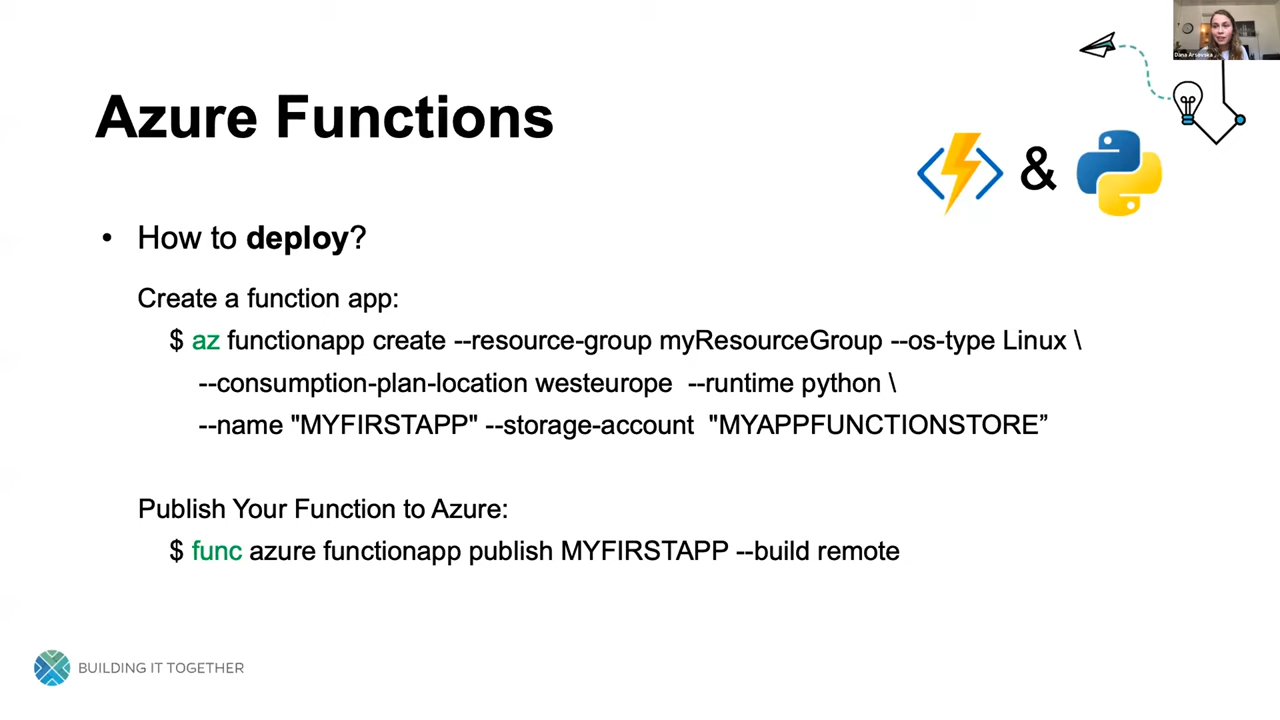 Dana Arsovska
Azure Functions
&
• How to deploy?
Create a function app:
$ az functionapp create --resource-group myResourceGroup --os-type Linux \
--consumption-plan-location westeurope --runtime python \
--name "MYFIRSTAPP" --storage-account "MYAPPFUNCTIONSTORE”
Publish Your Function to Azure:
$ func azure functionapp publish MYFIRSTAPP --build remote
BUILDING IT TOGETHER